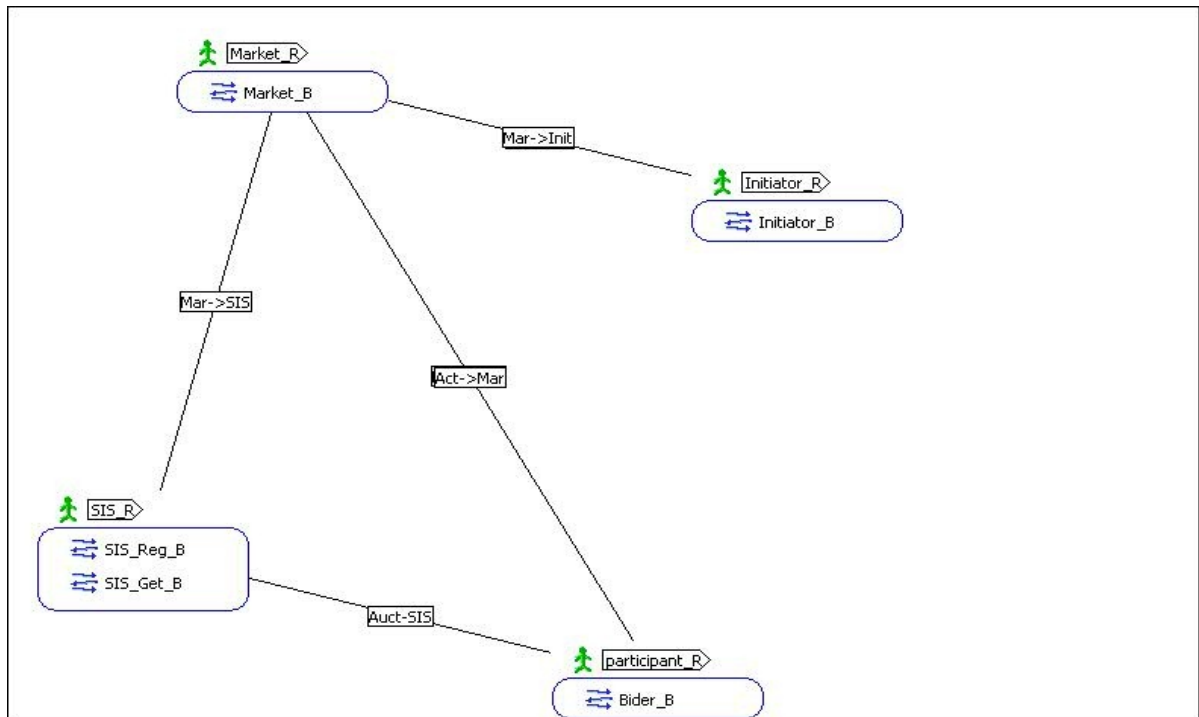 Market_R
Market_B
Mar->Init
Initiator_R
Initiator_B
Mar->SIS
Act->Mar
SIS_R
SIS_Reg_B
SIS_Get_B
Auct-SIS
participant_R
Bider_B